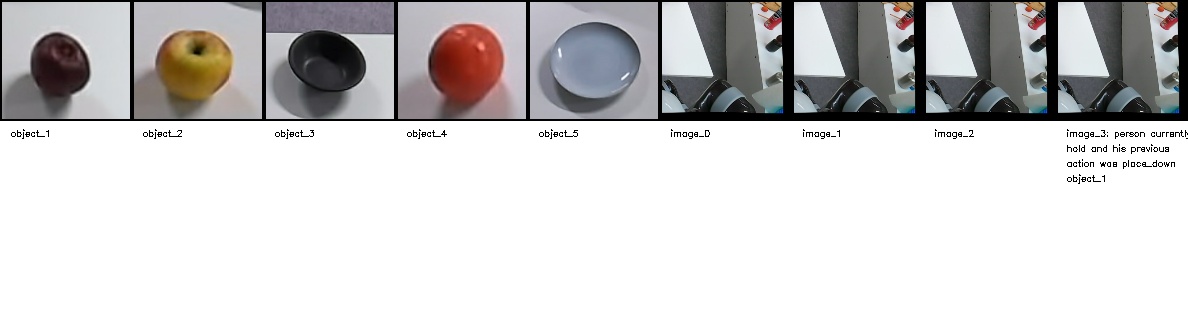 object_1
object_2
object_3
object_4
object_5
image_0
image_1
image_2
image_3: person currently
hold and his previous
action was place_down
object_1